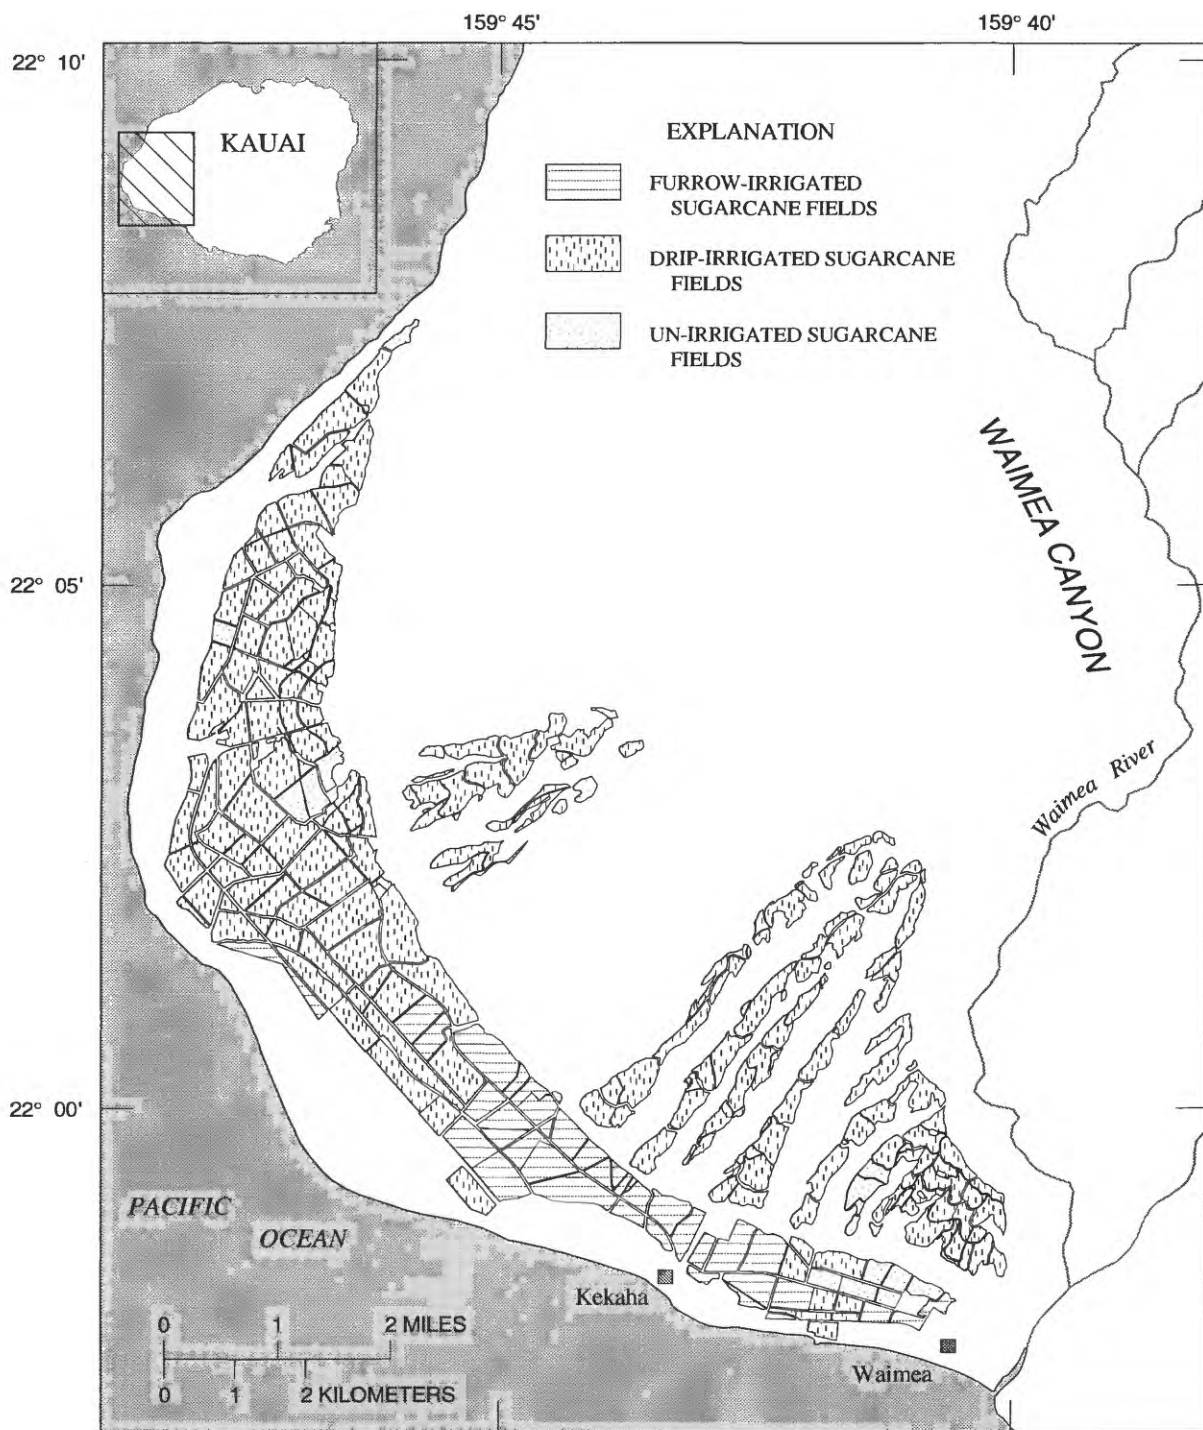 159° 45'
159° 40'
22° 10'
KAUAI
EXPLANATION
FURROW-IRRIGATED
SUGARCANE FIELDS
DRIP-IRRIGATED SUGARCANE
FIELDS
UN-IRRIGATED SUGARCANE
FIELDS
WAIMEA CANYON
22° 05'
Waimea River
22° 00'
PACIFIC
OCEAN
Kekaha
0 1 2 MILES
0 1 2 KILOMETERS
Waimea